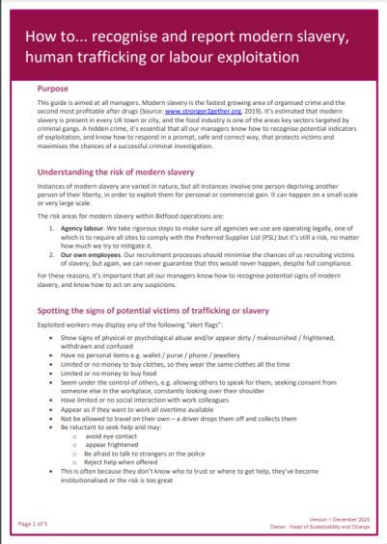 How to... recognise and report modern slavery,
human trafficking or labour exploitation
Purpose
This guide is aimed at all managers. Modern slavery is the fastest growing area of organised crime and the
second most profitable after drugs (Source: www.stronger2gether.org, 2019). It's estimated that modern
slavery is present in every UK town or city, and the food industry is one of the areas key sectors targeted by
criminal gangs. A hidden crime, it's essential that all our managers know how to recognise potential indicators
of exploitation, and know how to respond in a prompt, safe and correct way, that protects victims and
maximises the chances of a successful criminal investigation.
Understanding the risk of modern slavery
Instances of modern slavery are varied in nature, but all instances involve one person depriving another
person of their liberty, in order to exploit them for personal or commercial gain. It can happen on a small scale
or very large scale.
The risk areas for modern slavery within Bidfood operations are:
1. Agency labour. We take rigorous steps to make sure all agencies we use are operating legally, one of
which is to require all sites to comply with the Preferred Supplier List (PSL) but it's still a risk, no matter
how much we try to mitigate it.
2. Our own employees. Our recruitment processes should minimise the chances of us recruiting victims
of slavery, but again, we can never guarantee that this would never happen, despite full compliance.
For these reasons, it's important that all our managers know how to recognise potential signs of modern
slavery, and know how to act on any suspicions.
Spotting the signs of potential victims of trafficking or slavery
Exploited workers may display any of the following "alert flags":
• Show signs of physical or psychological abuse and/or appear dirty / malnourished / frightened,
withdrawn and confused
• Have no personal items e.g. wallet / purse / phone / jewellery
• Limited or no money to buy clothes, so they wear the same clothes all the time
• Limited or no money to buy food
• Seem under the control of others, e.g. allowing others to speak for them, seeking consent from
someone else in the workplace, constantly looking over their shoulder
• Have limited or no social interaction with work colleagues
• Appear as if they want to work all overtime available
• Not be allowed to travel on their own – a driver drops them off and collects them
• Be reluctant to seek help and may:
o avoid eye contact
o appear frightened
o Be afraid to talk to strangers or the police
o Reject help when offered
• This is often because they don't know who to trust or where to get help, they've become
institutionalised or the risk is too great
Version 1 December 2020
Page 1 of 5
Owner: Head of Sustainability and Change